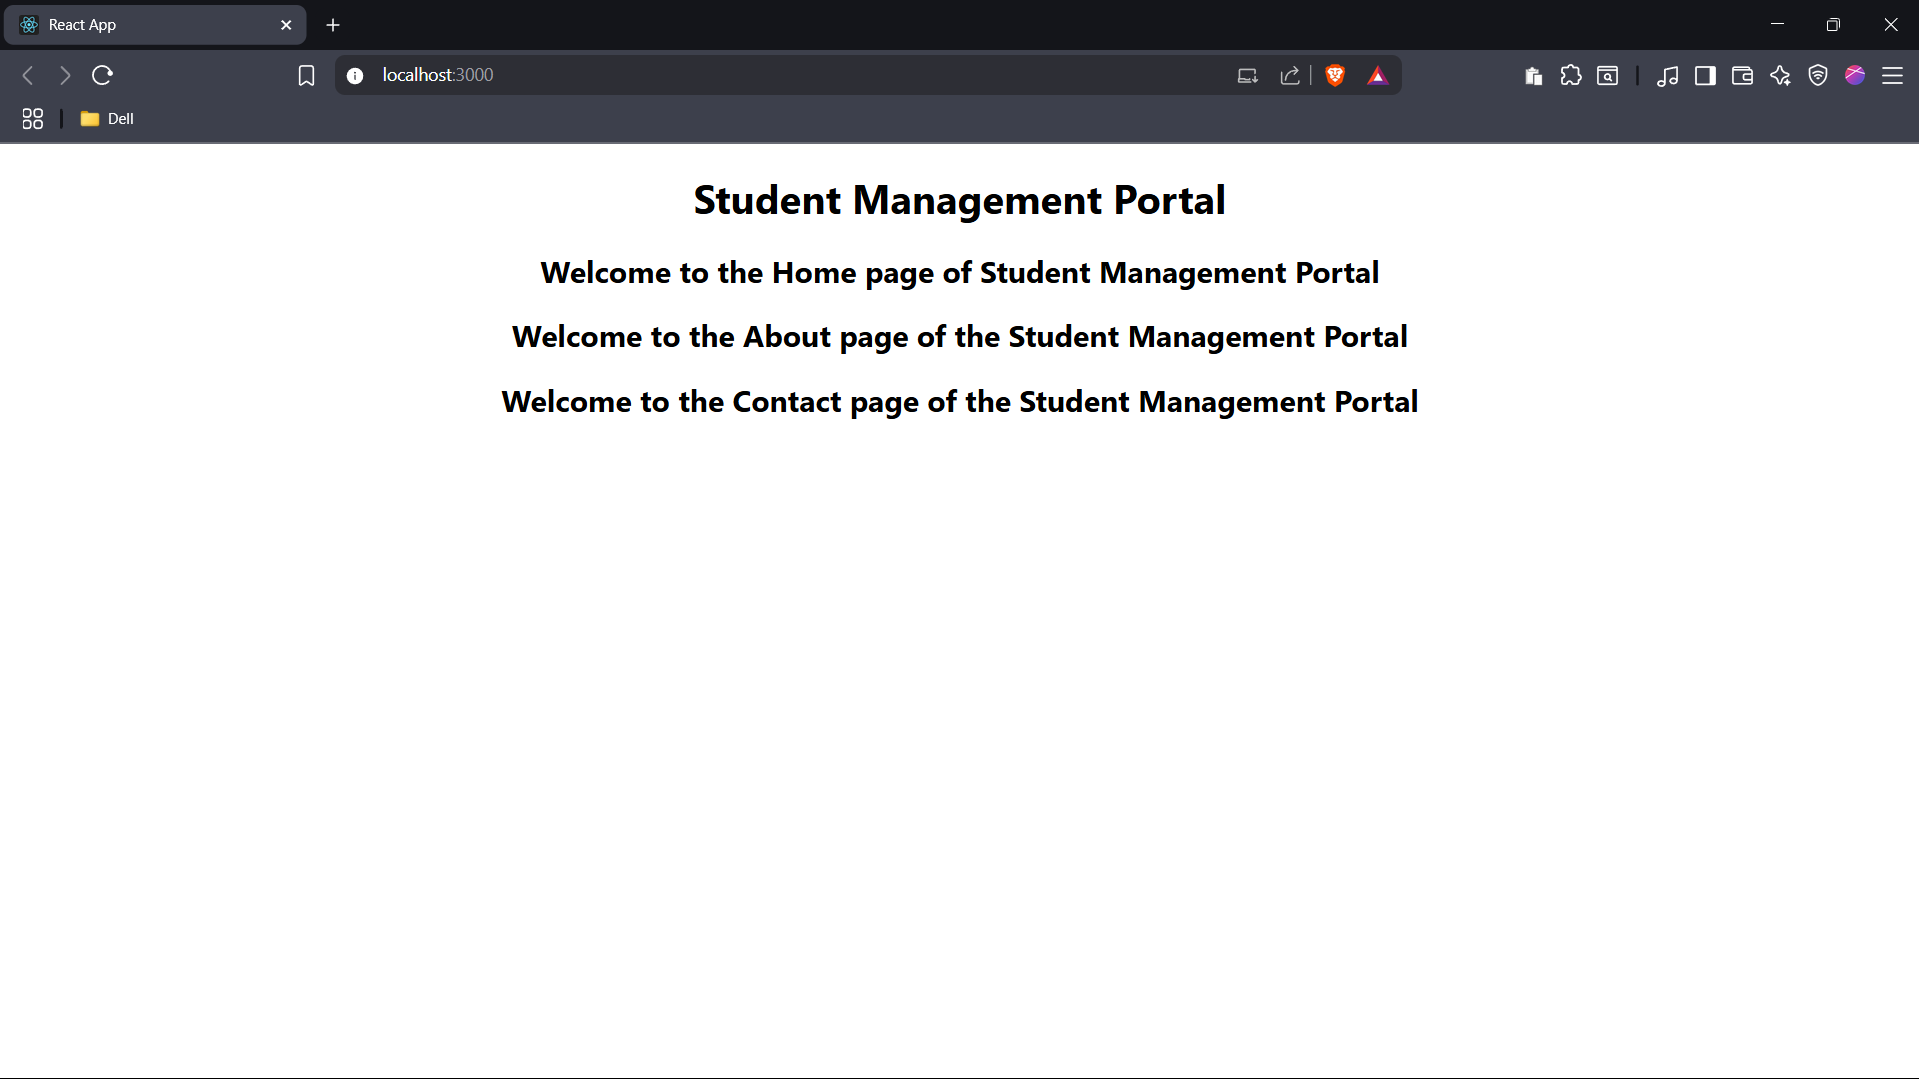 React App
localhost:3000
Dell
Student Management Portal
Welcome to the Home page of Student Management Portal
Welcome to the About page of the Student Management Portal
Welcome to the Contact page of the Student Management Portal